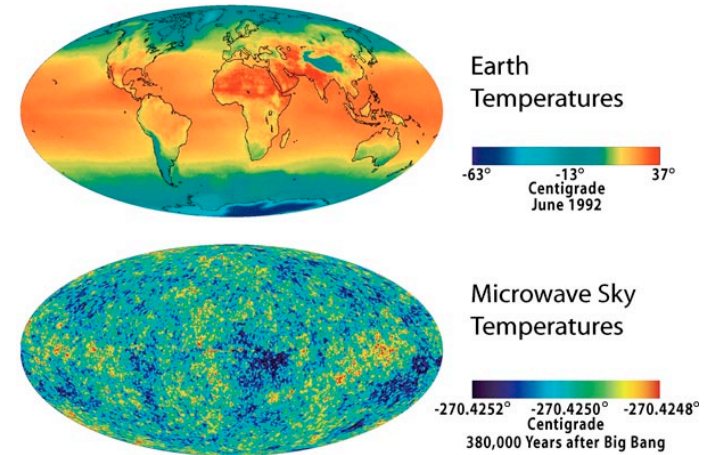 Earth
Temperatures
-63° -13° 37°
Centigrade
June 1992
Microwave Sky
Temperatures
-270.4252° -270.4250° -270.4248°
Centigrade
380,000 Years after Big Bang